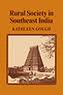 Rural Society in
Southeast India
KATHLEEN GOUGH